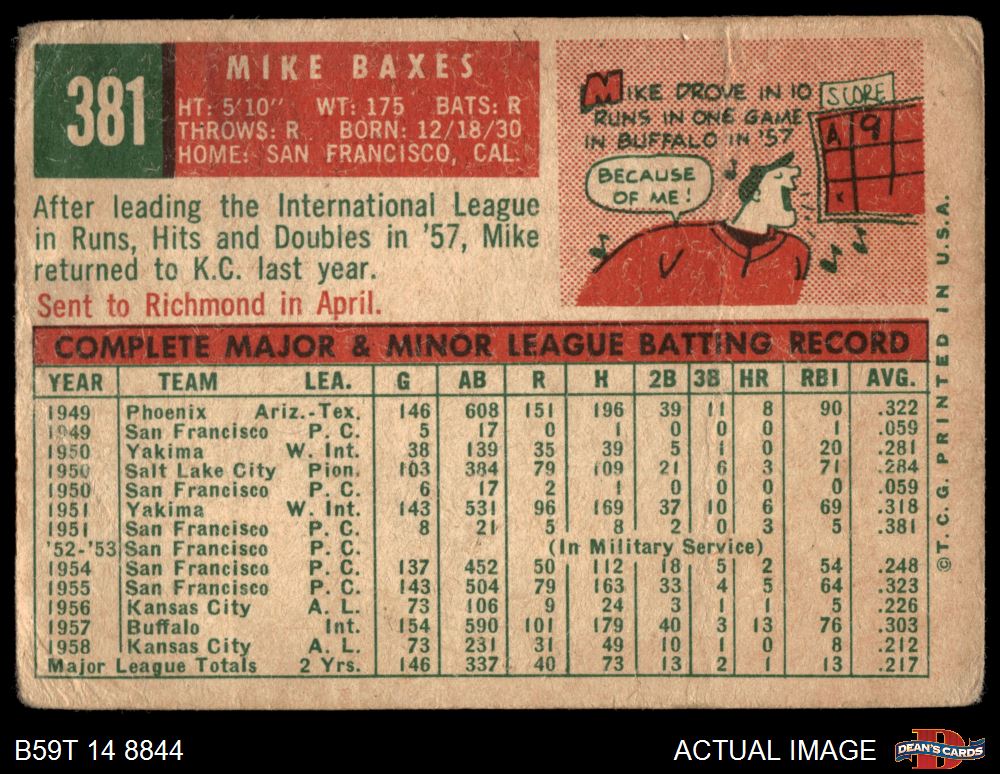 381
MIKE BAXES
HT: 5'10" WT: 175 BATS: R
THROWS: R BORN: 12/18/30
HOME: SAN FRANCISCO, CAL.
After leading the International League
in Runs, Hits and Doubles in '57, Mike
returned to K.C. last year.
Sent to Richmond in April.
MIKE DROVE IN 10
RUNS IN ONE GAME
IN BUFFALO IN '57
SCORE
A 9
BECAUSE
OF ME!
COMPLETE MAJOR & MINOR LEAGUE BATTING RECORD
YEAR TEAM LEA. G AB R H 2B 3B HR RBI AVG.
1949 Phoenix Ariz.-Tex. 146 608 151 196 39 11 8 90 .322
1949 San Francisco P. C. 5 17 0 1 0 0 0 1 .059
1950 Yakima W. Int. 38 139 35 39 5 1 0 20 .281
1950 Salt Lake City Pion. 103 384 79 109 21 6 3 71 .284
1950 San Francisco P. C. 6 17 2 1 0 0 0 0 .059
1951 Yakima W. Int. 143 531 96 169 37 10 6 69 .318
1951 San Francisco P. C. 8 21 5 8 2 0 3 5 .381
'52-'53 San Francisco P. C. (In Military Service)
1954 San Francisco P. C. 137 452 50 112 18 5 2 54 .248
1955 San Francisco P. C. 143 504 79 163 33 4 5 64 .323
1956 Kansas City A. L. 73 106 9 24 3 1 1 5 .226
1957 Buffalo Int. 154 590 101 179 40 3 13 76 .303
1958 Kansas City A. L. 73 231 31 49 10 1 0 8 .212
Major League Totals 2 Yrs. 146 337 40 73 13 2 1 13 .217
©T. C. G. PRINTED IN U.S.A.
B59T 14 8844
ACTUAL IMAGE
DEAN'S CARDS